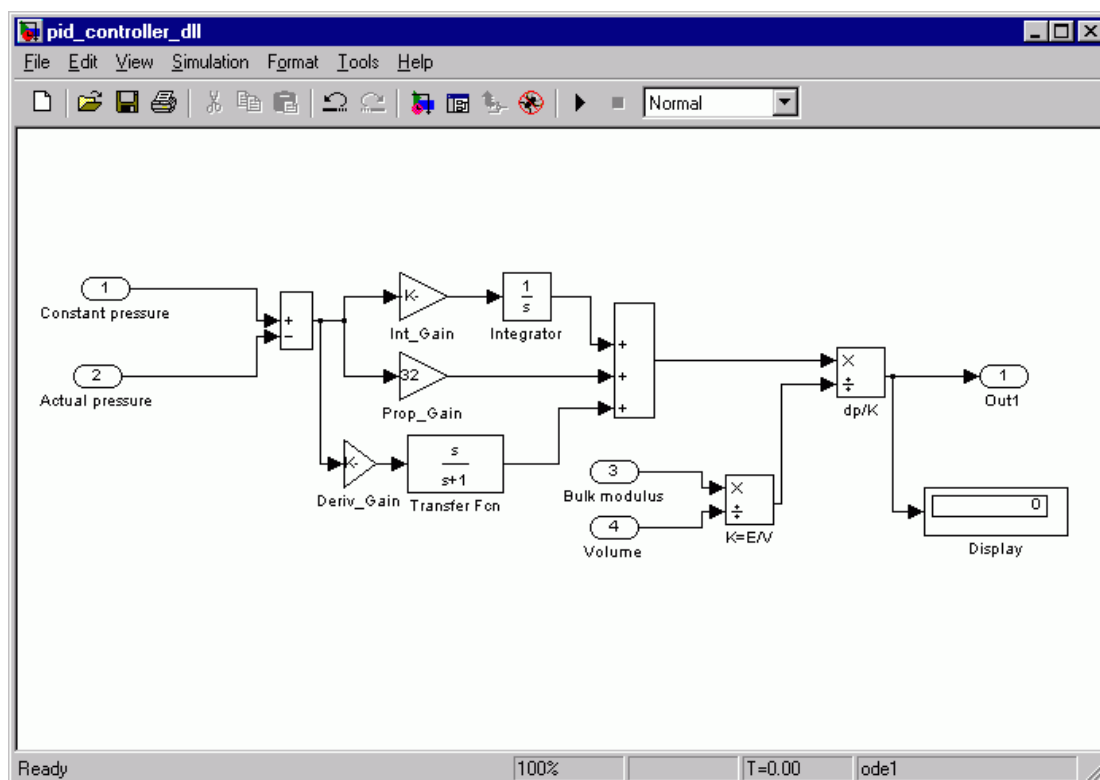 pid_controller_dll
File Edit View Simulation Format Tools Help
Normal
1
Constant pressure
2
Actual pressure
+
−
K-
Int_Gain
1
s
Integrator
32
Prop_Gain
K-
Deriv_Gain
s
s+1
Transfer Fcn
+
+
+
3
Bulk modulus
4
Volume
×
÷
K=E/V
×
÷
dp/K
1
Out1
0
Display
Ready 100% T=0.00 ode1